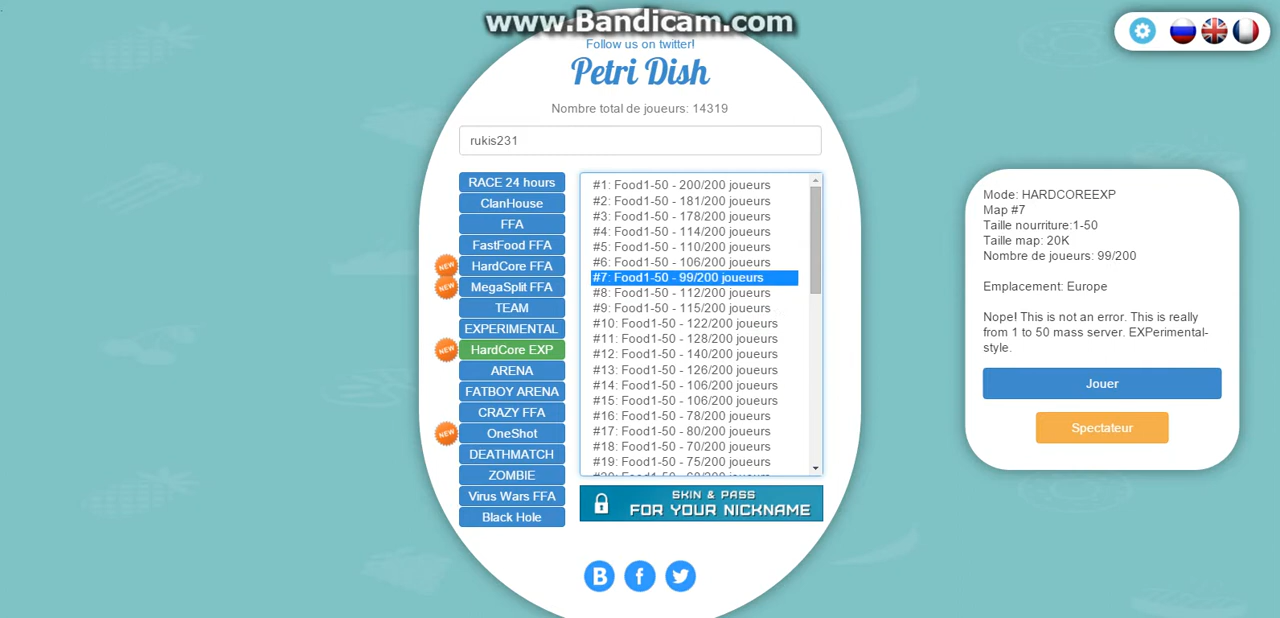 www.Bandicam.com
Follow us on twitter!
Petri Dish
Nombre total de joueurs: 14319
rukis231
RACE 24 hours
ClanHouse
FFA
FastFood FFA
NEW HardCore FFA
NEW MegaSplit FFA
TEAM
EXPERIMENTAL
NEW HardCore EXP
ARENA
FATBOY ARENA
CRAZY FFA
NEW OneShot
DEATHMATCH
ZOMBIE
Virus Wars FFA
Black Hole
#1: Food1-50 - 200/200 joueurs
#2: Food1-50 - 181/200 joueurs
#3: Food1-50 - 178/200 joueurs
#4: Food1-50 - 114/200 joueurs
#5: Food1-50 - 110/200 joueurs
#6: Food1-50 - 106/200 joueurs
#7: Food1-50 - 99/200 joueurs
#8: Food1-50 - 112/200 joueurs
#9: Food1-50 - 115/200 joueurs
#10: Food1-50 - 122/200 joueurs
#11: Food1-50 - 128/200 joueurs
#12: Food1-50 - 140/200 joueurs
#13: Food1-50 - 126/200 joueurs
#14: Food1-50 - 106/200 joueurs
#15: Food1-50 - 106/200 joueurs
#16: Food1-50 - 78/200 joueurs
#17: Food1-50 - 80/200 joueurs
#18: Food1-50 - 70/200 joueurs
#19: Food1-50 - 75/200 joueurs
SKIN & PASS
FOR YOUR NICKNAME
Mode: HARDCOREEXP
Map #7
Taille nourriture:1-50
Taille map: 20K
Nombre de joueurs: 99/200
Emplacement: Europe
Nope! This is not an error. This is really
from 1 to 50 mass server. EXPerimental-
style.
Jouer
Spectateur